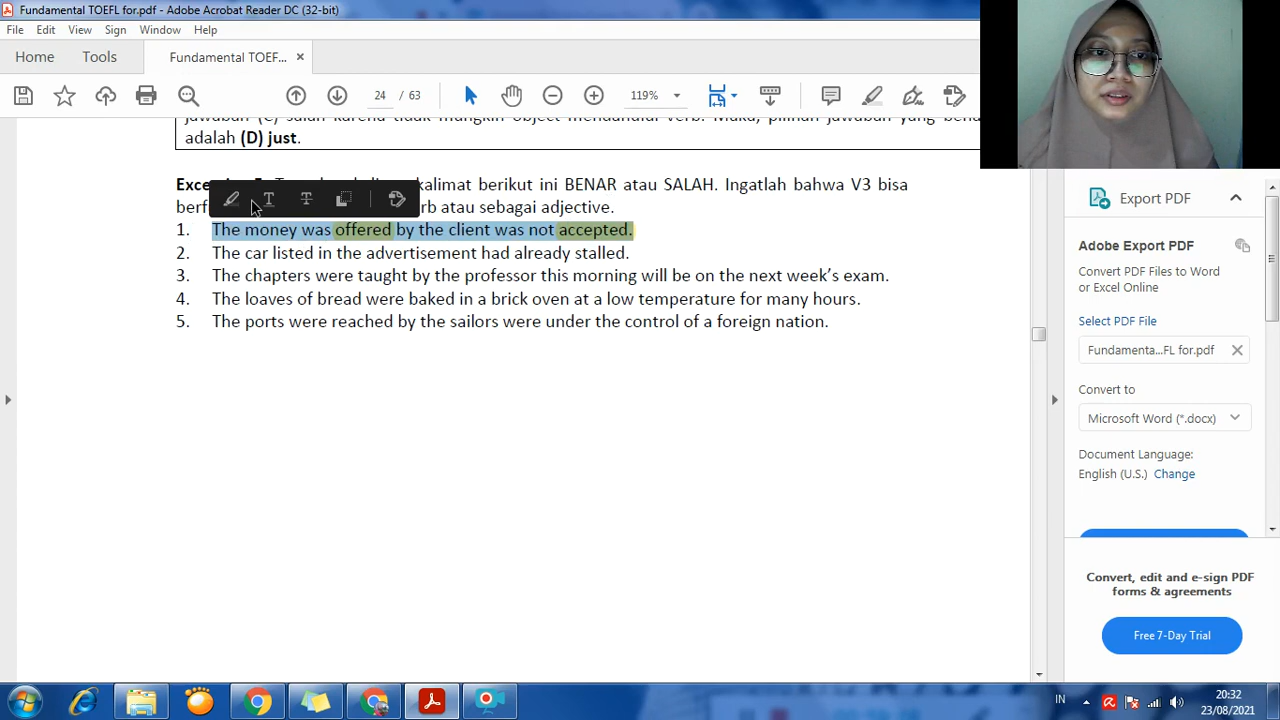 Fundamental TOEFL for.pdf - Adobe Acrobat Reader DC (32-bit)
File Edit View Sign Window Help
Home Tools Fundamental TOEF... ×
24 / 63 119%
adalah (D) just.
kalimat berikut ini BENAR atau SALAH. Ingatlah bahwa V3 bisa
atau sebagai adjective.
1. The money was offered by the client was not accepted.
2. The car listed in the advertisement had already stalled.
3. The chapters were taught by the professor this morning will be on the next week’s exam.
4. The loaves of bread were baked in a brick oven at a low temperature for many hours.
5. The ports were reached by the sailors were under the control of a foreign nation.
Export PDF
Adobe Export PDF
Convert PDF Files to Word
or Excel Online
Select PDF File
Fundamenta...FL for.pdf
Convert to
Microsoft Word (*.docx)
Document Language:
English (U.S.) Change
Convert, edit and e-sign PDF
forms & agreements
Free 7-Day Trial
IN
20:32
23/08/2021